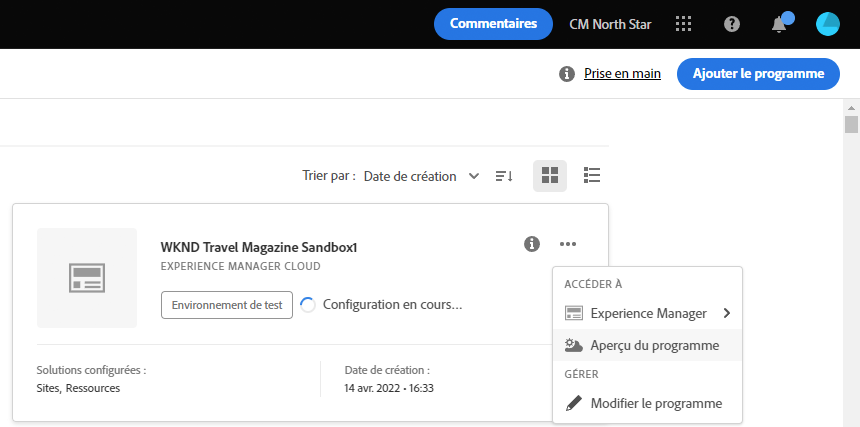 Commentaires CM North Star
Prise en main Ajouter le programme
Trier par : Date de création
WKND Travel Magazine Sandbox1
EXPERIENCE MANAGER CLOUD
Environnement de test Configuration en cours...
Solutions configurées : Date de création :
Sites, Ressources 14 avr. 2022 • 16:33
ACCÉDER À
Experience Manager
Aperçu du programme
GÉRER
Modifier le programme